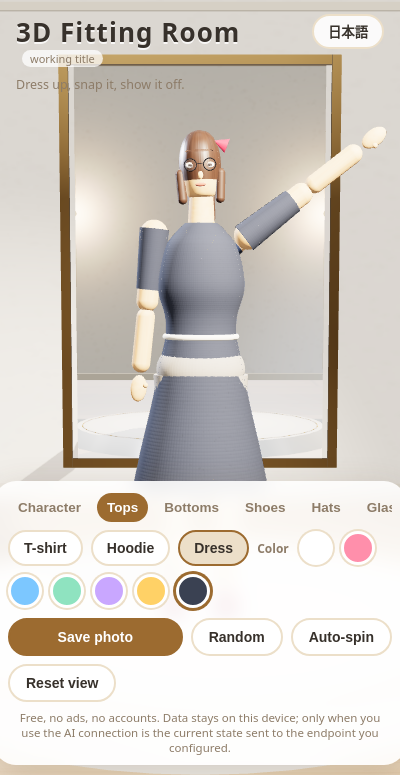 3D Fitting Room
日本語
working title
Dress up, snap it, show it off.
Character Tops Bottoms Shoes Hats Glas
T-shirt Hoodie Dress Color
Save photo Random Auto-spin
Reset view
Free, no ads, no accounts. Data stays on this device; only when you
use the AI connection is the current state sent to the endpoint you
configured.